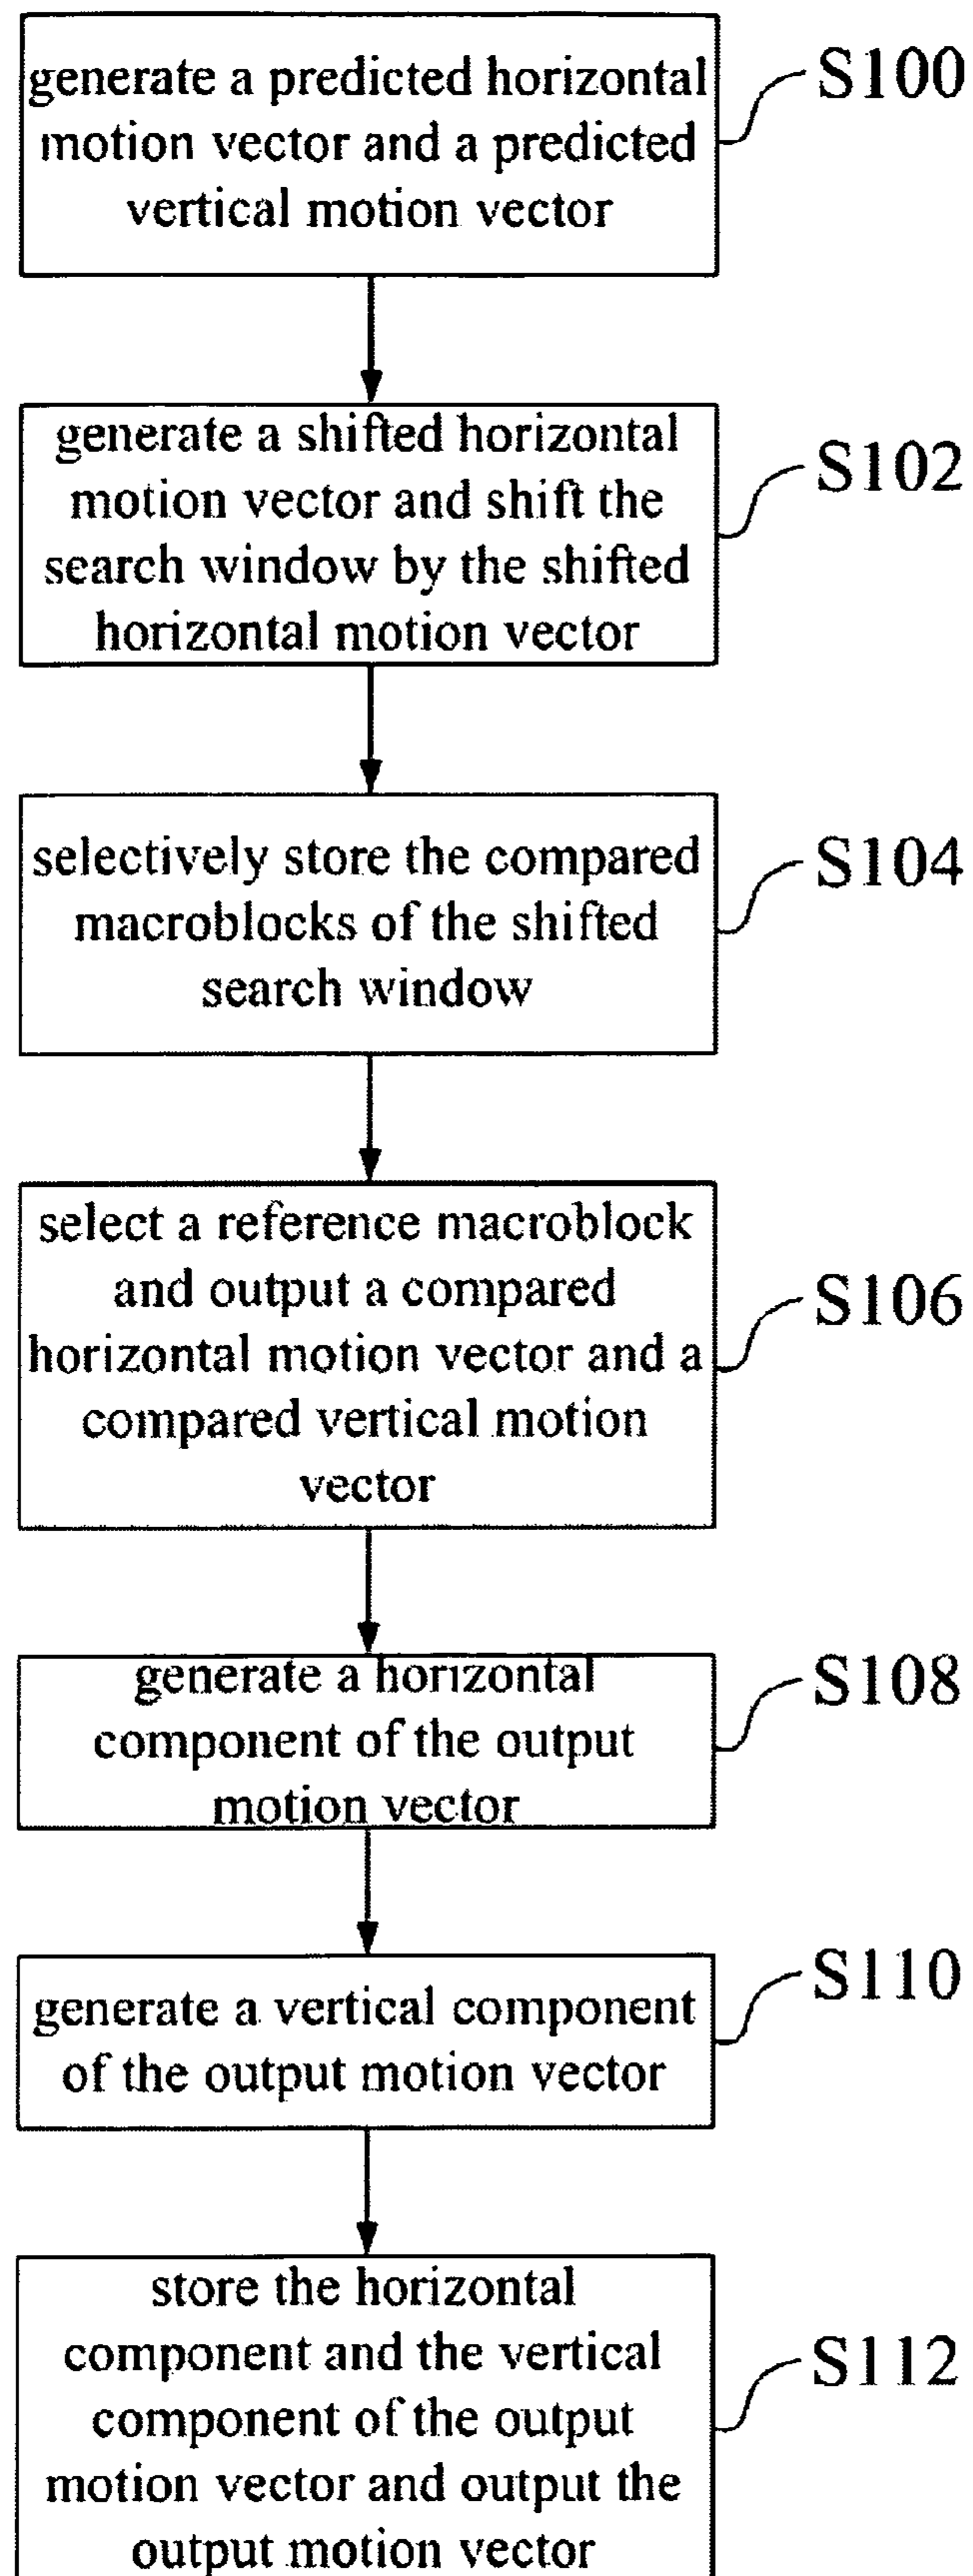 generate a predicted horizontal
motion vector and a predicted
vertical motion vector
S100
generate a shifted horizontal
motion vector and shift the
search window by the shifted
horizontal motion vector
S102
selectively store the compared
macroblocks of the shifted
search window
S104
select a reference macroblock
and output a compared
horizontal motion vector and a
compared vertical motion
vector
S106
generate a horizontal
component of the output
motion vector
S108
generate a vertical component
of the output motion vector
S110
store the horizontal
component and the vertical
component of the output
motion vector and output the
output motion vector
S112